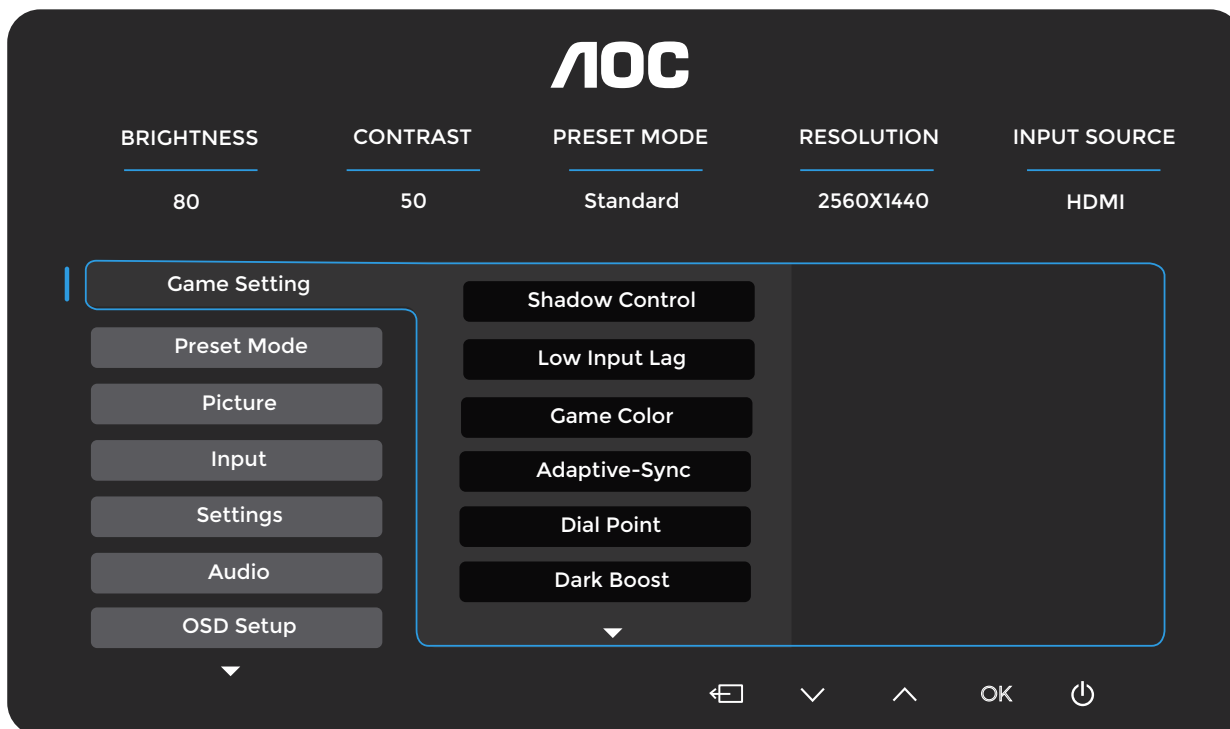 AOC
BRIGHTNESS CONTRAST PRESET MODE RESOLUTION INPUT SOURCE
80 50 Standard 2560X1440 HDMI
Game Setting
Preset Mode
Picture
Input
Settings
Audio
OSD Setup
Shadow Control
Low Input Lag
Game Color
Adaptive-Sync
Dial Point
Dark Boost
OK